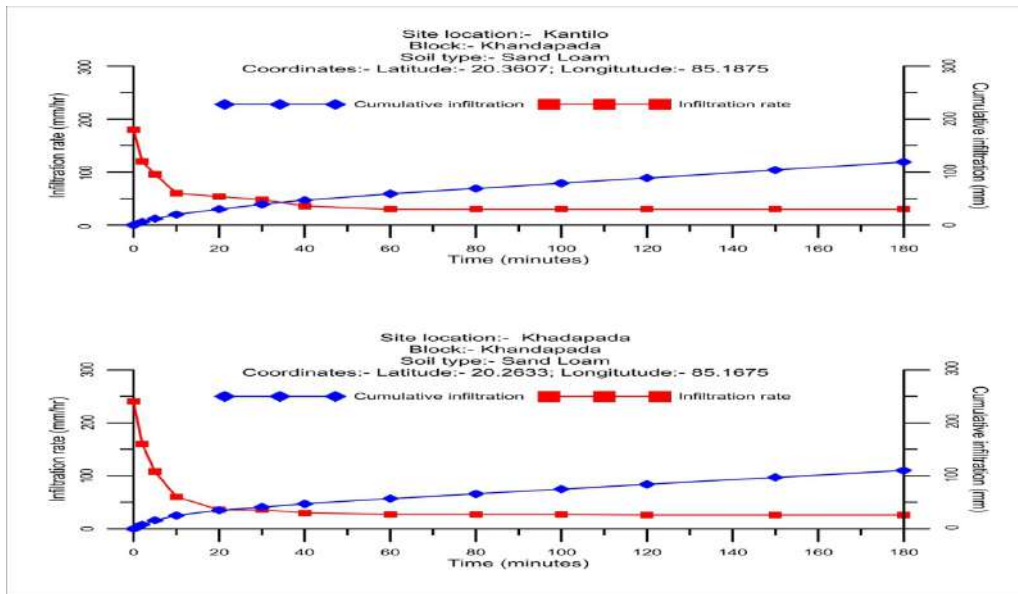 Site location:- Kantilo
Block:- Khandapada
Soil type:- Sand Loam
Coordinates:- Latitude:- 20.3607; Longitutude:- 85.1875
Cumulative infiltration
Infiltration rate
Infiltration rate (mm/hr)
300
200
100
0
Cumulative infiltration (mm)
300
200
100
0
0 20 40 60 80 100 120 140 160 180
Time (minutes)
Site location:- Khadapada
Block:- Khandapada
Soil type:- Sand Loam
Coordinates:- Latitude:- 20.2633; Longitutude:- 85.1675
Cumulative infiltration
Infiltration rate
Infiltration rate (mm/hr)
300
200
100
0
Cumulative infiltration (mm)
300
200
100
0
0 20 40 60 80 100 120 140 160 180
Time (minutes)